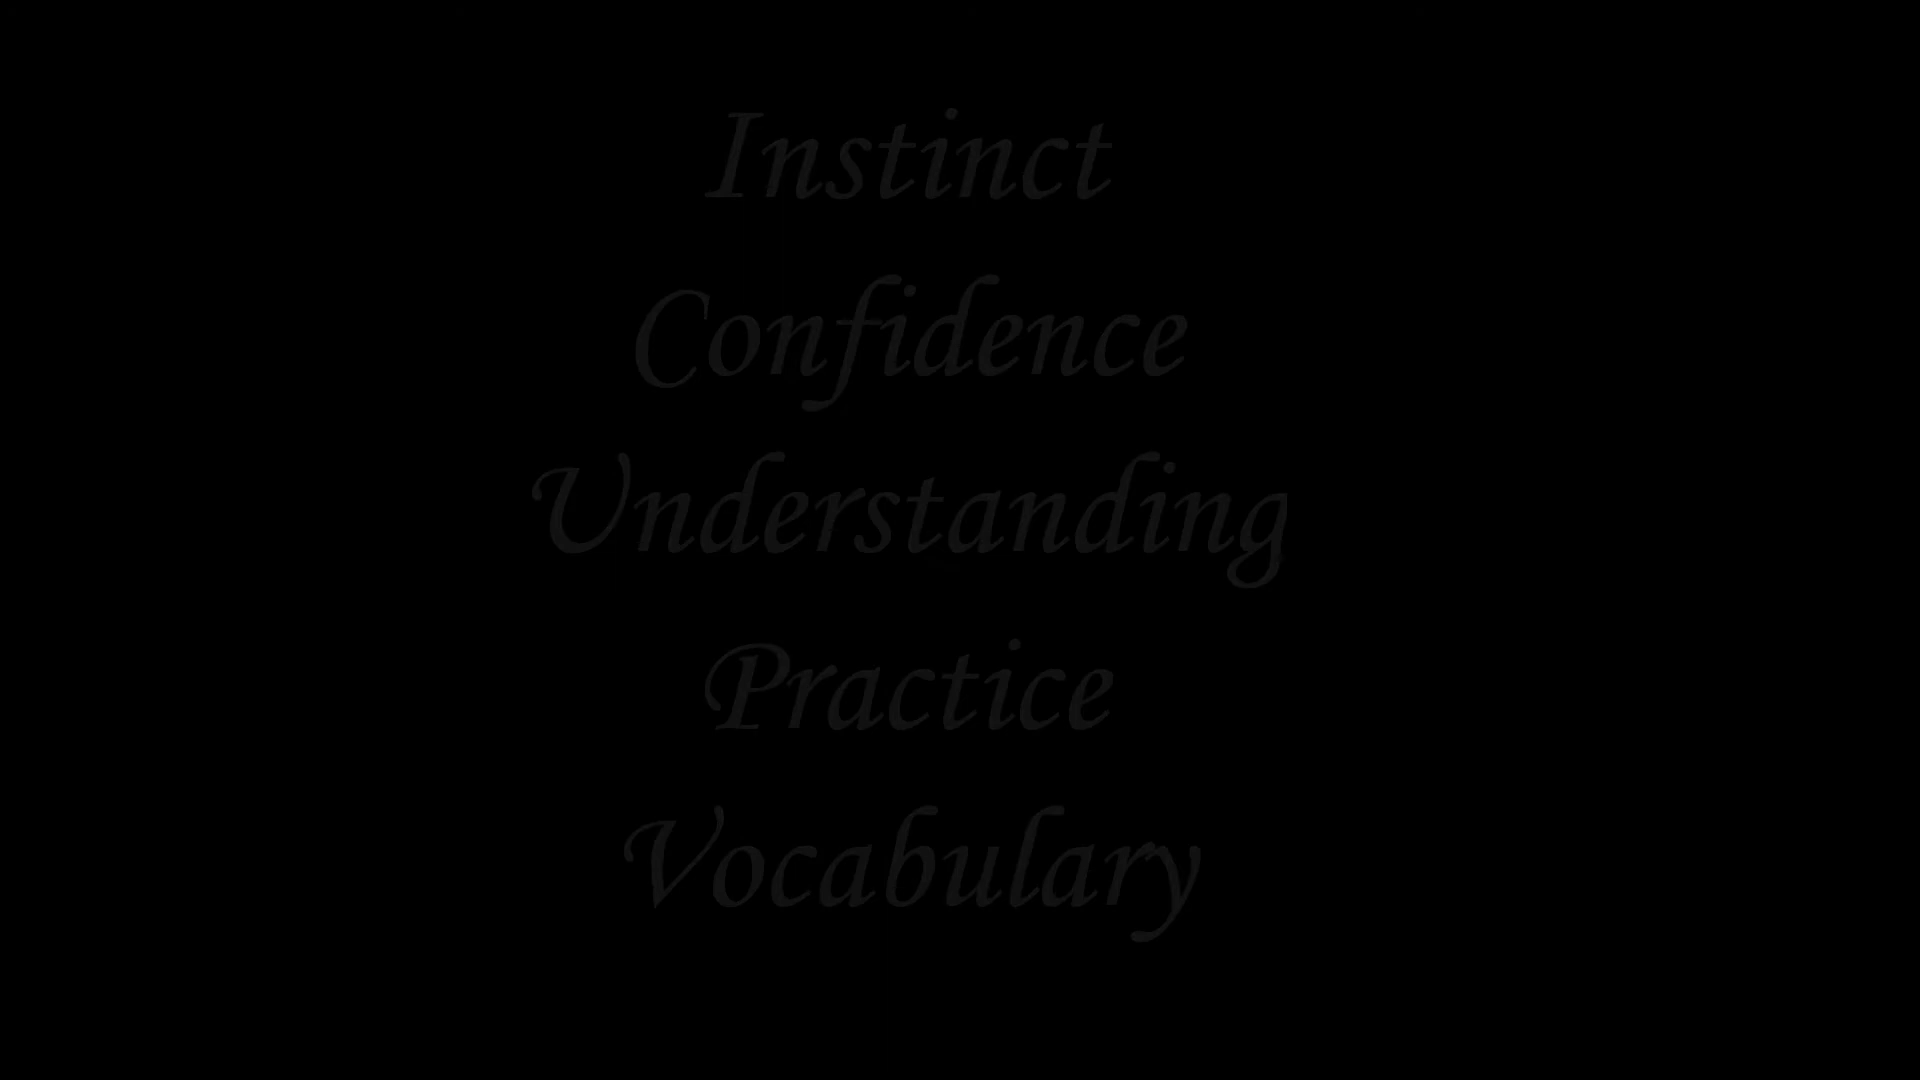 Instinct
Confidence
Understanding
Practice
Vocabulary